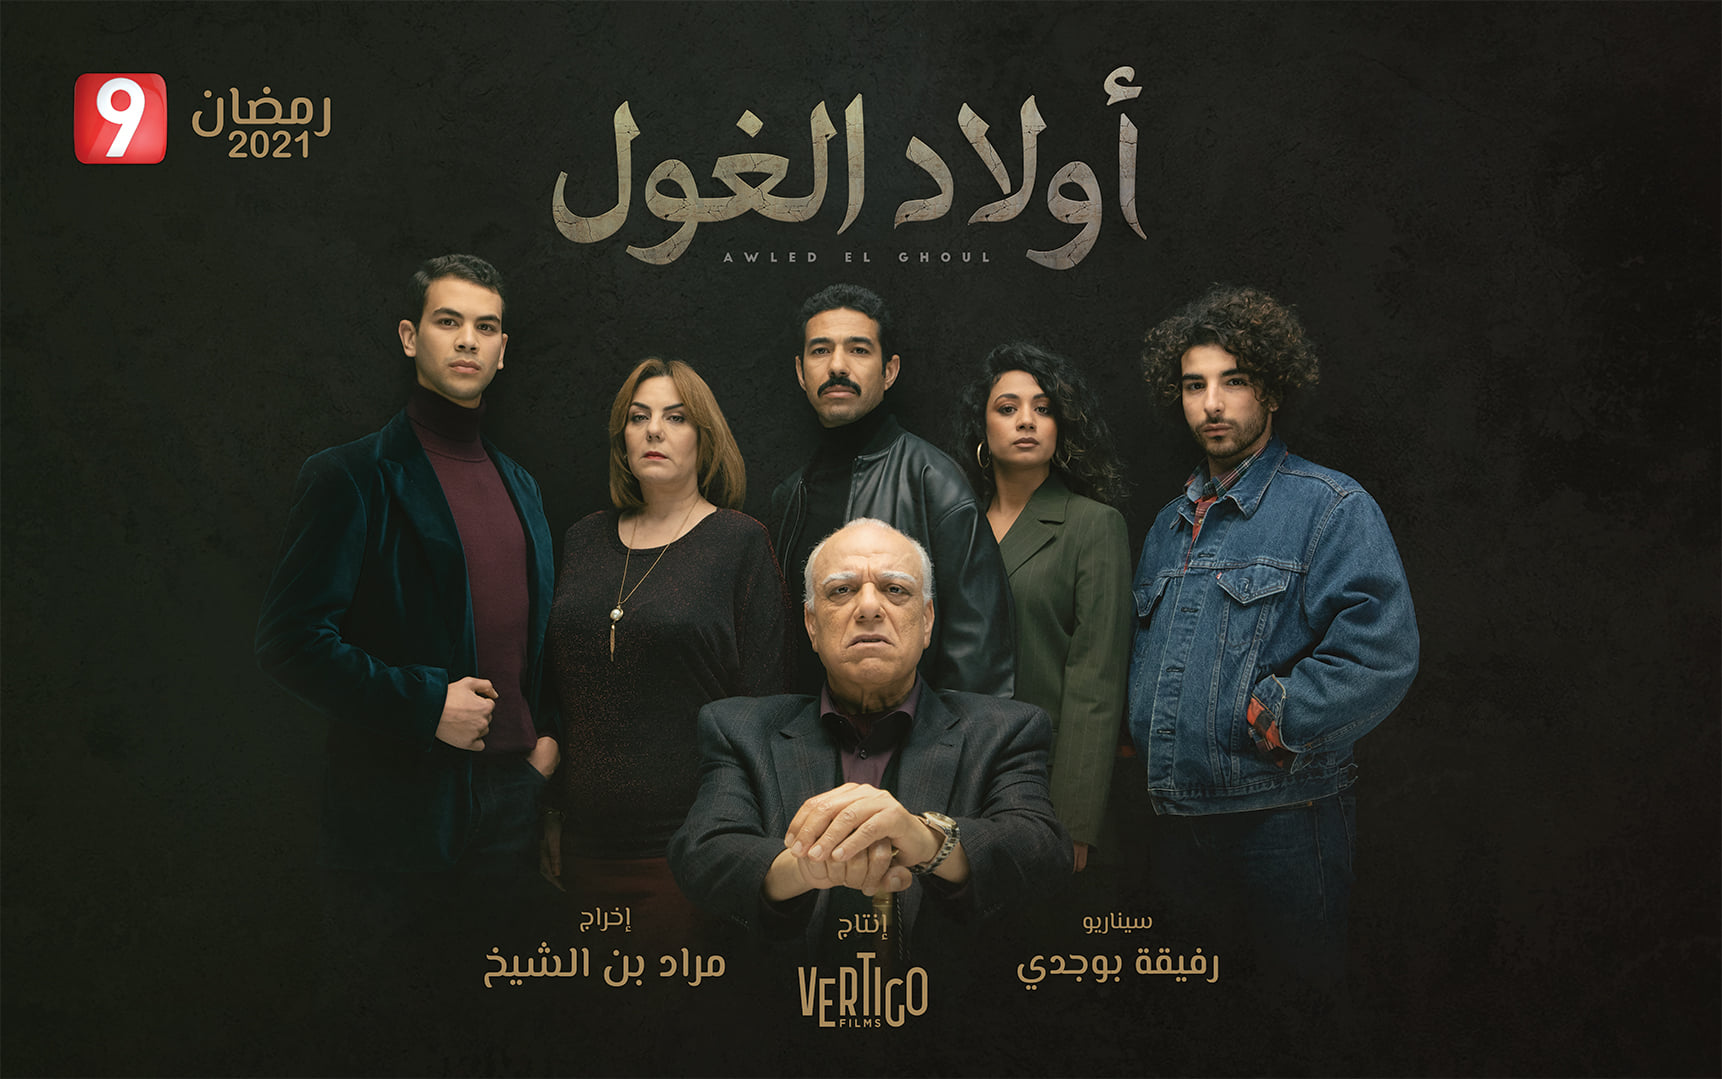 9
رمضان
2021
أولاد الغول
AWLED EL GHOUL
سيناريو
رفيقة بوجدي
إنتاج
VERTIGO
FILMS
إخراج
مراد بن الشيخ